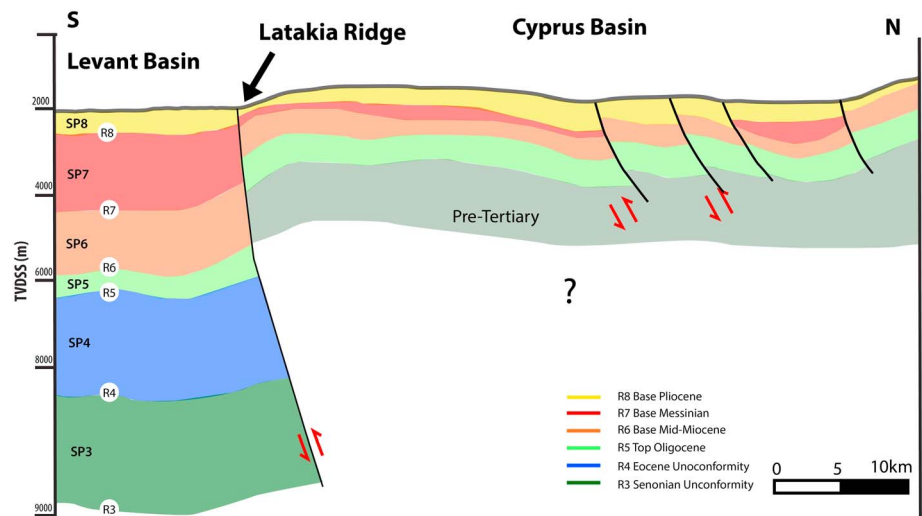 S
Latakia Ridge
Cyprus Basin
N
Levant Basin
2000
SP8
R8
SP7
4000
R7
Pre-Tertiary
SP6
R6
6000
SP5
R5
TVDSS (m)
?
SP4
8000
R4
R8 Base Pliocene
R7 Base Messinian
R6 Base Mid-Miocene
R5 Top Oligocene
R4 Eocene Unoconformity
R3 Senonian Uncomformity
SP3
0 5 10km
9000
R3